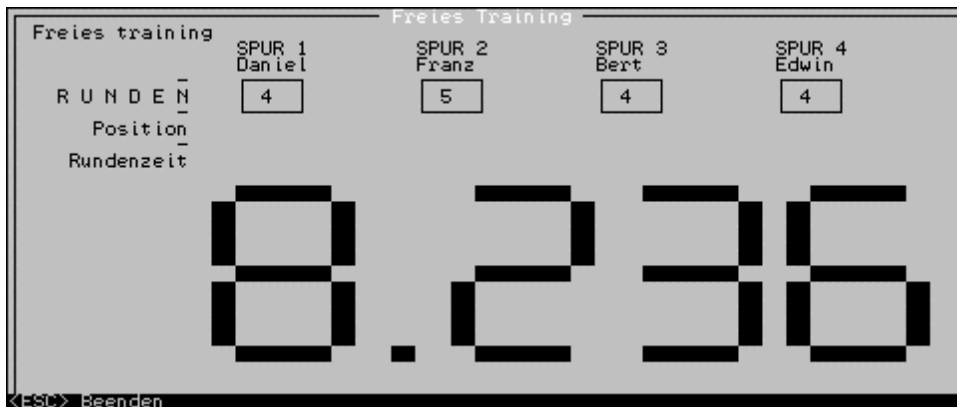 Freies Training
Freies training
SPUR 1 SPUR 2 SPUR 3 SPUR 4
Daniel Franz Bert Edwin
R U N D E N 4 5 4 4
Position
Rundenzeit
8.236
<ESC> Beenden